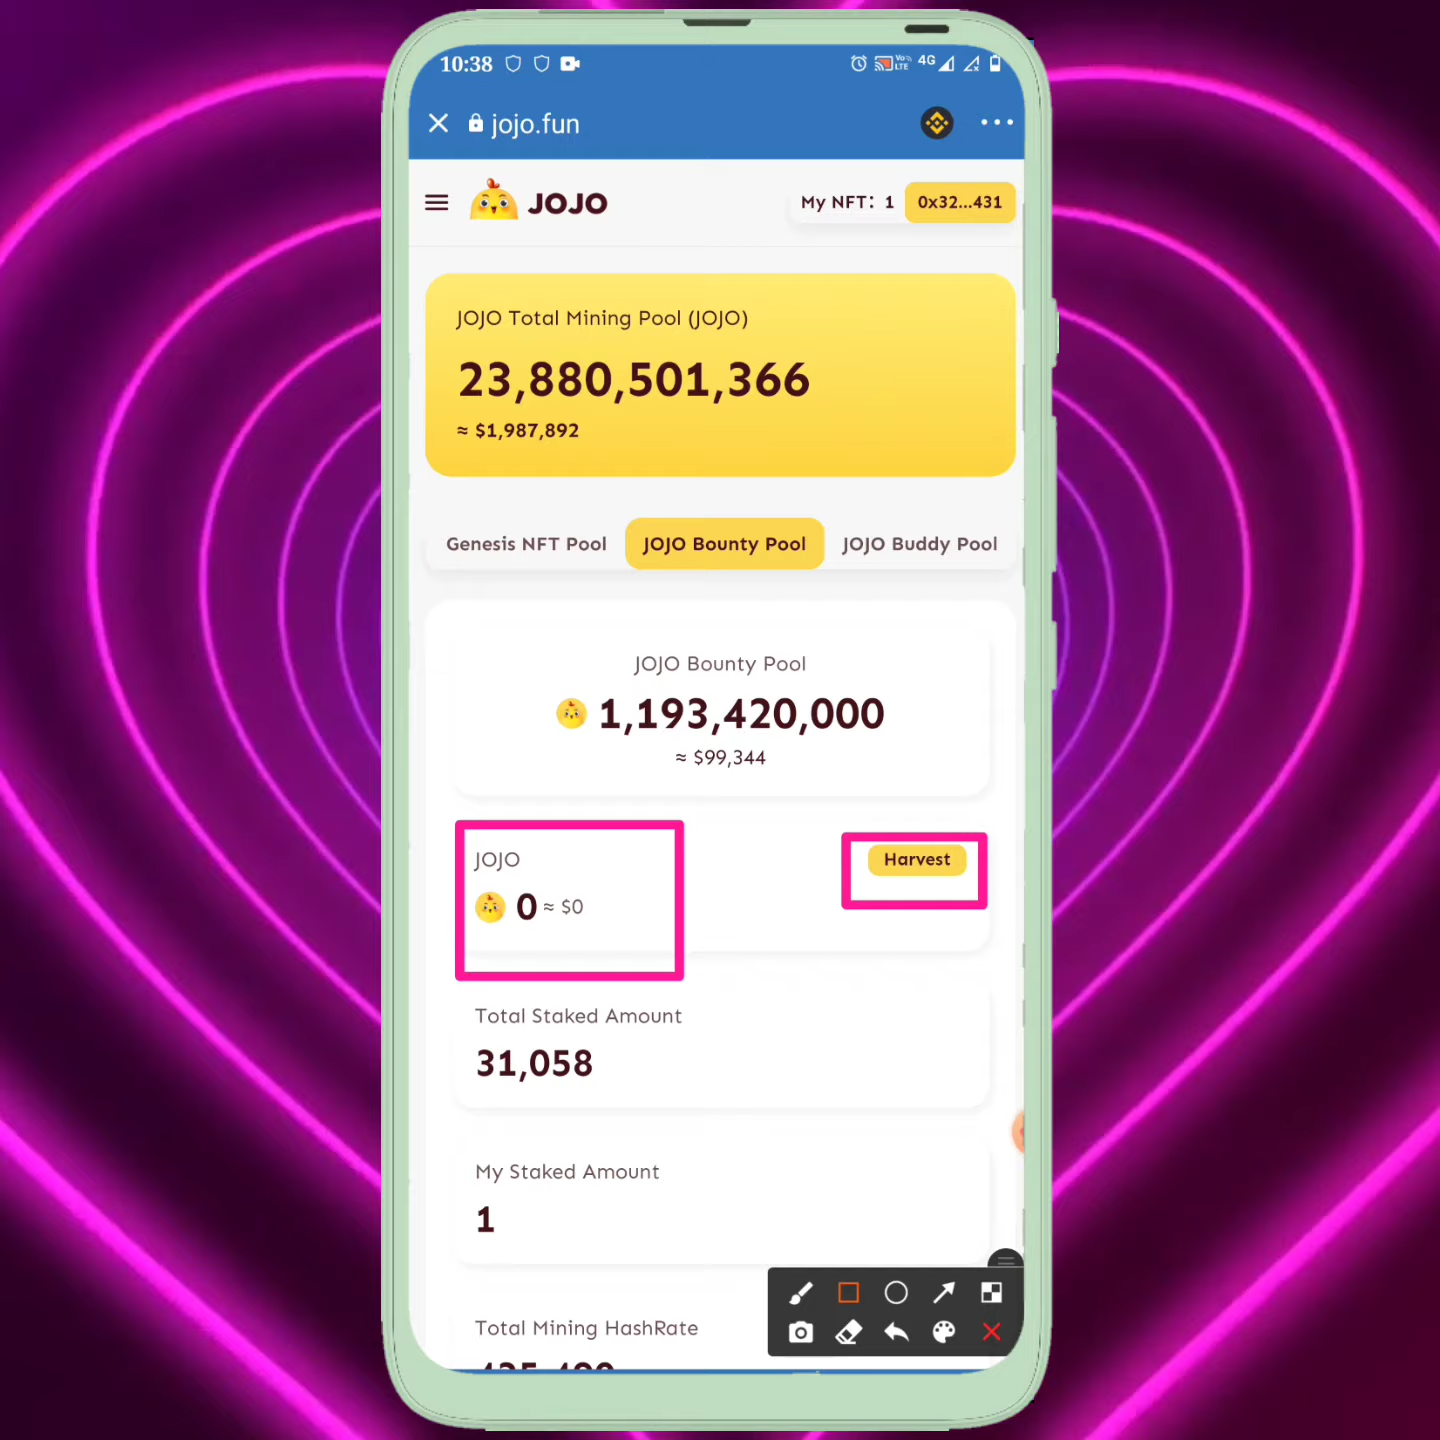 10:38 Vo LTE 4G
jojo.fun
JOJO My NFT: 1 0x32...431
JOJO Total Mining Pool (JOJO)
23,880,501,366
≈ $1,987,892
Genesis NFT Pool JOJO Bounty Pool JOJO Buddy Pool
JOJO Bounty Pool
1,193,420,000
≈ $99,344
JOJO Harvest
0 ≈ $0
Total Staked Amount
31,058
My Staked Amount
1
Total Mining HashRate